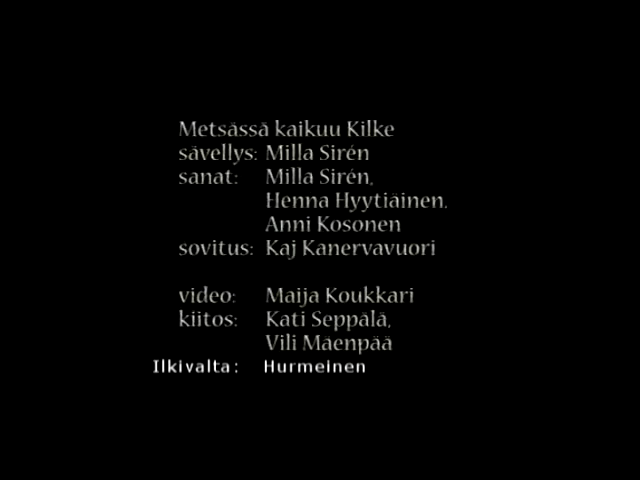 Metsässä kaikuu Kilke
sävellys: Milla Sirén
sanat: Milla Sirén,
Henna Hyytiäinen,
Anni Kosonen
sovitus: Kaj Kanervavuori
video: Maija Koukkari
kiitos: Kati Seppälä,
Vili Mäenpää
Ilkivalta: Hurmeinen